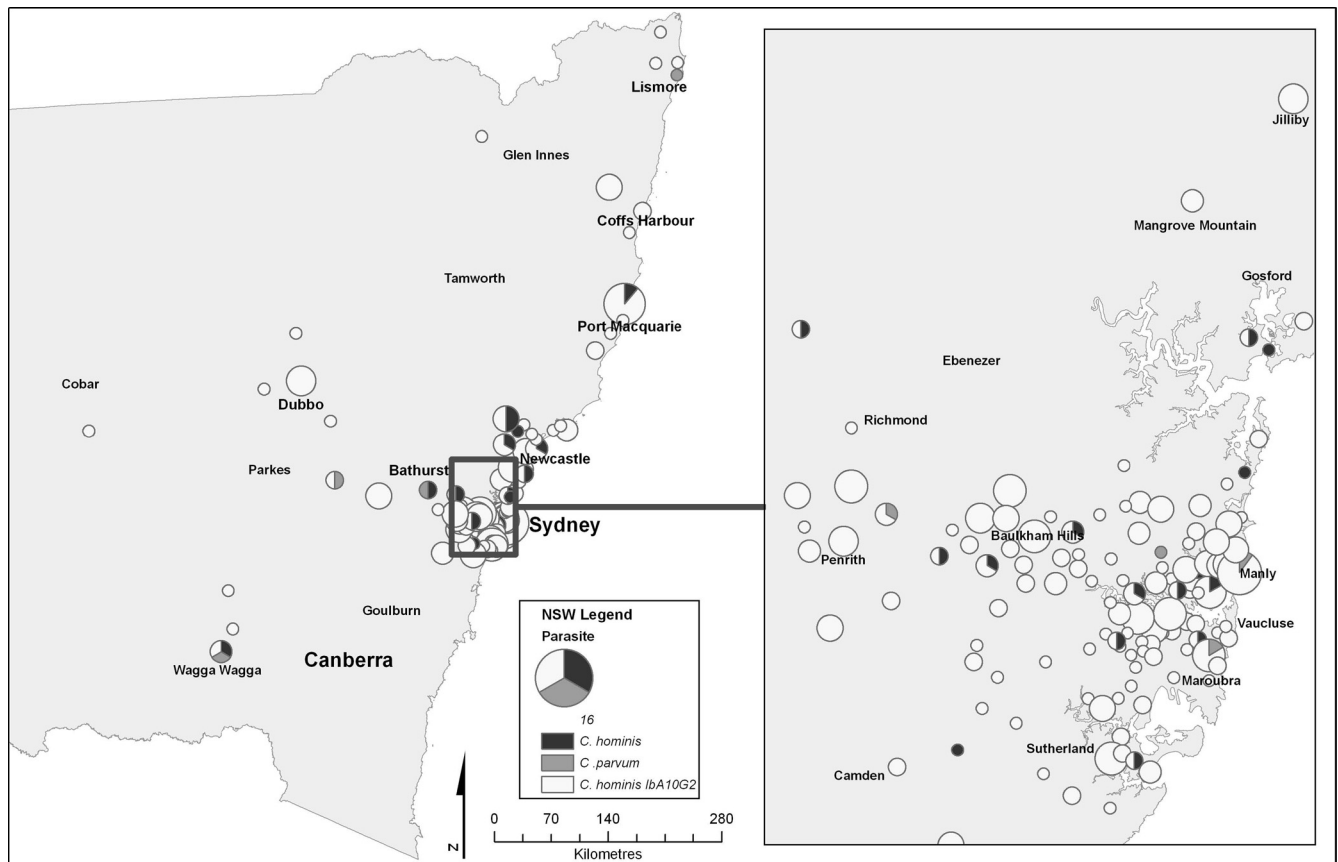 Lismore
Glen Innes
Coffs Harbour
Tamworth
Port Macquarie
Cobar
Dubbo
Parkes
Bathurst
Newcastle
Sydney
Goulburn
Canberra
Wagga Wagga
NSW Legend
Parasite
16
C. hominis
C .parvum
C. hominis IbA10G2
N
0 70 140 280
Kilometres
Jilliby
Mangrove Mountain
Gosford
Ebenezer
Richmond
Baulkham Hills
Penrith
Manly
Vaucluse
Maroubra
Sutherland
Camden